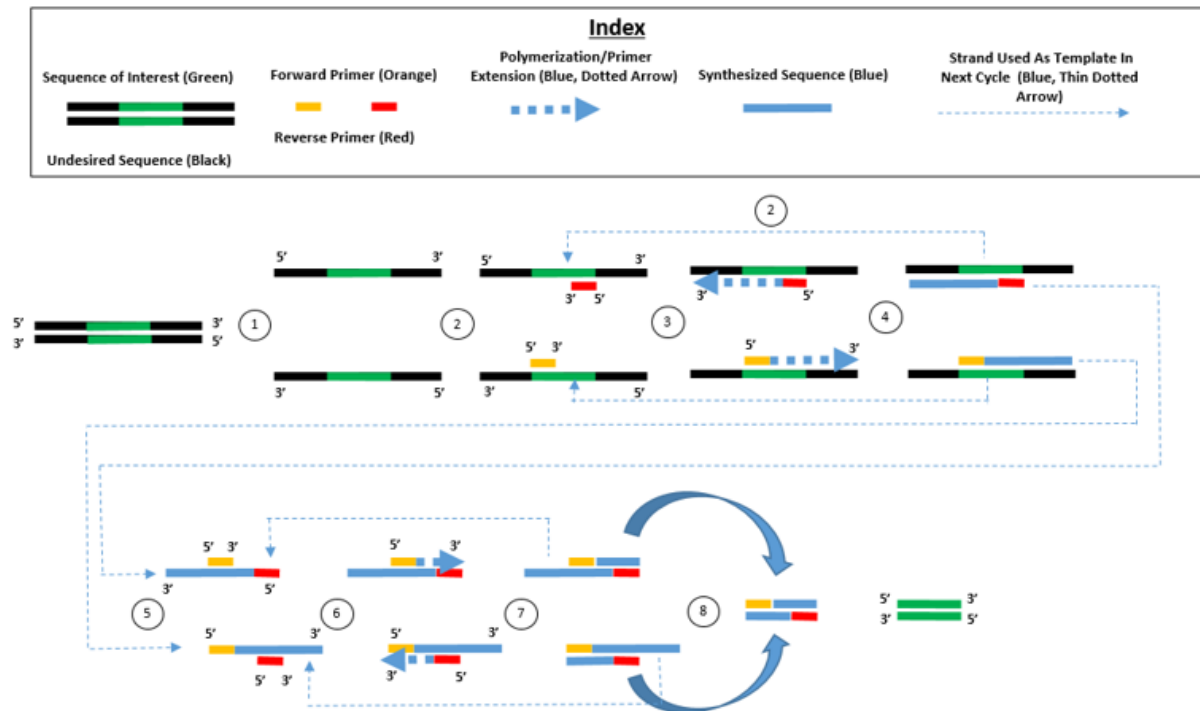 Index
Sequence of Interest (Green)
Forward Primer (Orange)
Polymerization/Primer
Extension (Blue, Dotted Arrow)
Synthesized Sequence (Blue)
Strand Used As Template In
Next Cycle (Blue, Thin Dotted
Arrow)
Reverse Primer (Red)
Undesired Sequence (Black)
2
5’ 3’ 5’ 3’
3’ 5’ 3’ 5’
5’ 3’
3’ 5’
1 2 3 4
5’ 3’ 5’ 3’
3’ 5’ 3’ 5’
5’ 3’ 5’ 3’
3’ 5’
5’ 3’
3’ 5’
5 6 7 8
5’ 3’ 5’ 3’
5’ 3’ 3’ 5’